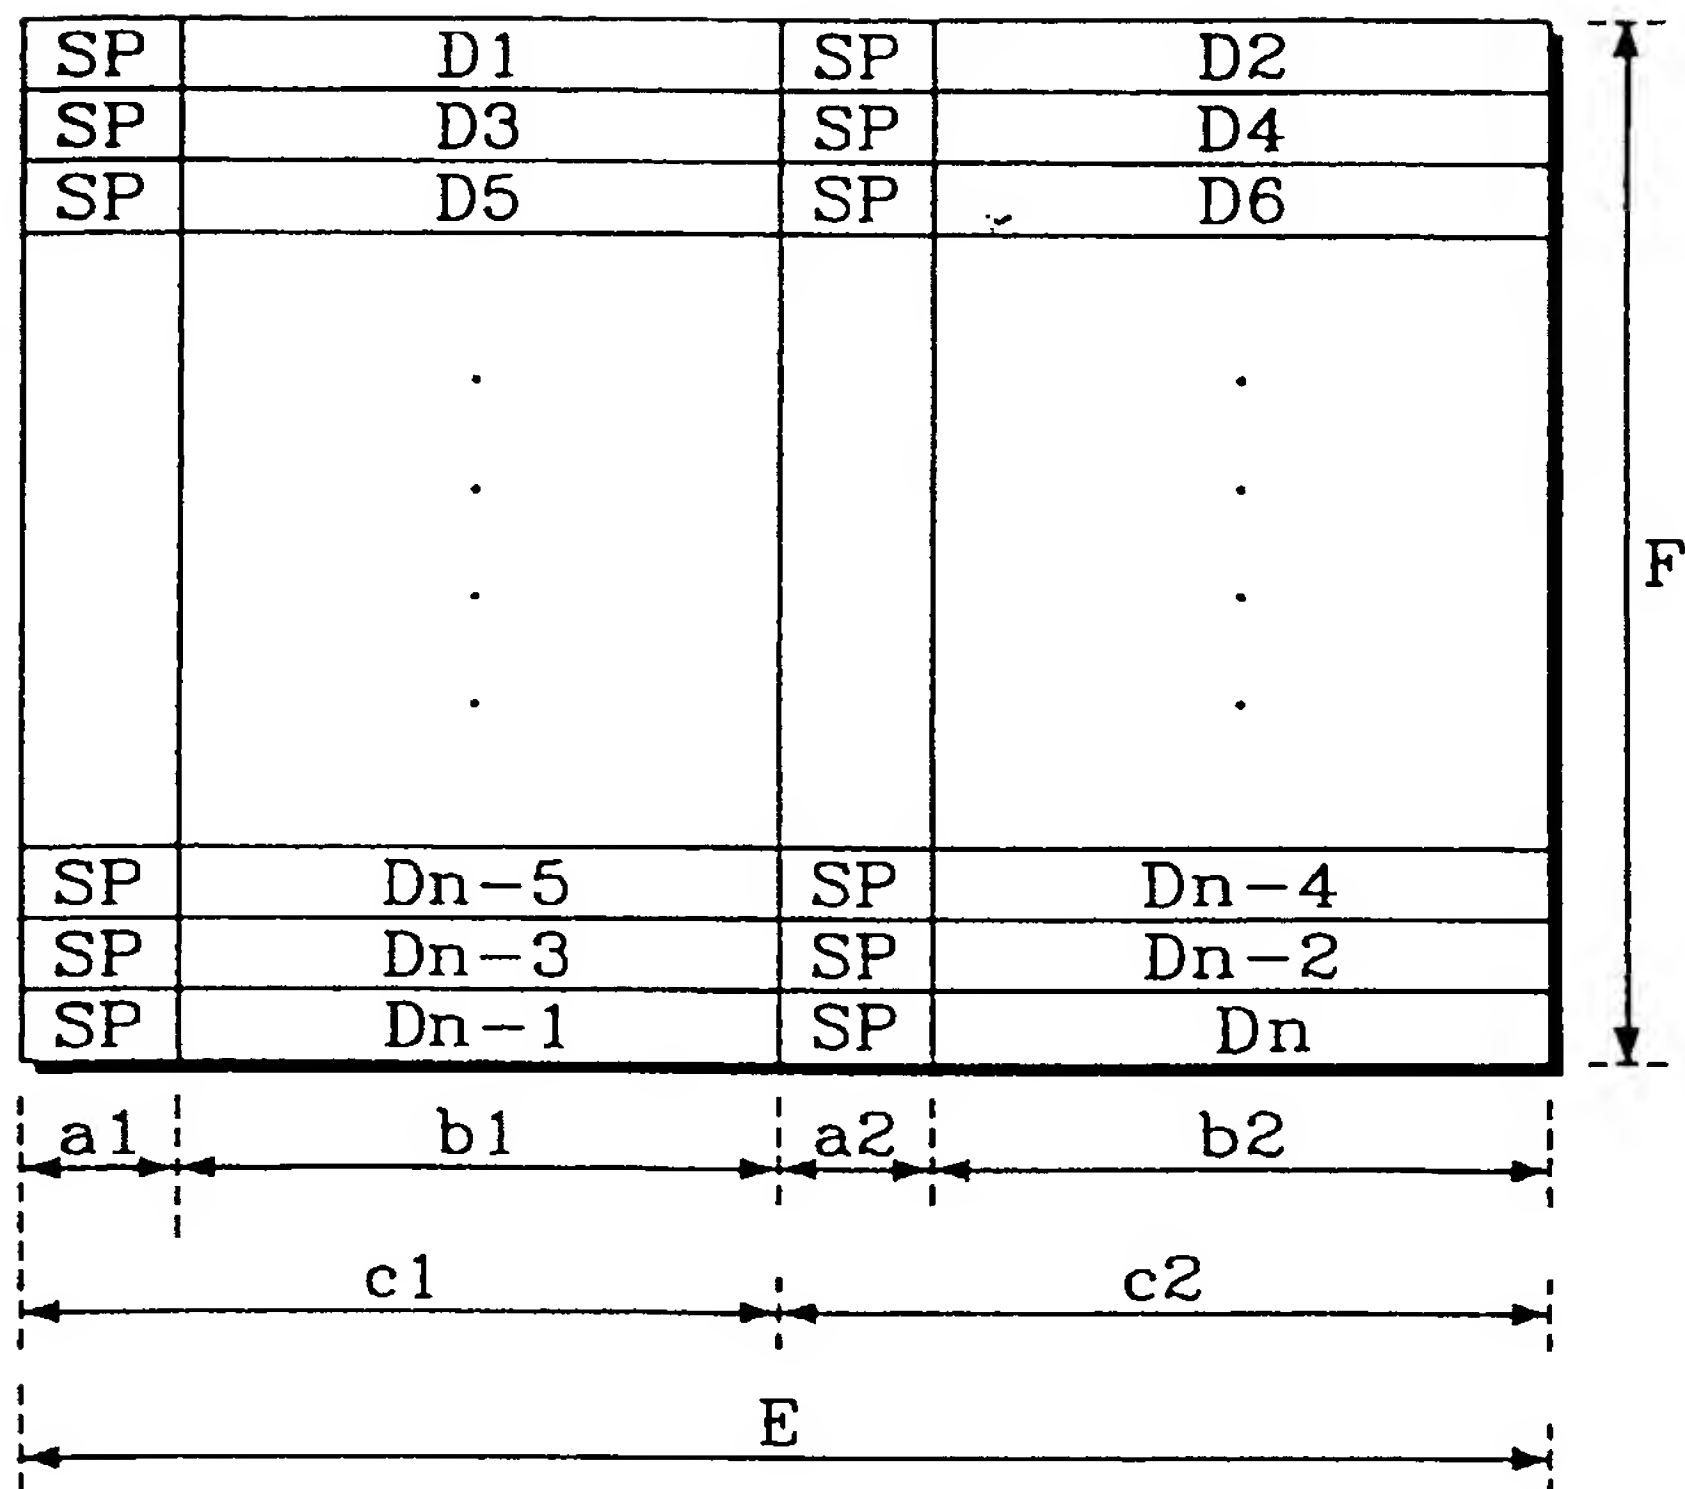 SP D1 SP D2
SP D3 SP D4
SP D5 SP D6
SP Dn-5 SP Dn-4
SP Dn-3 SP Dn-2
SP Dn-1 SP Dn
F
a1 b1 a2 b2
c1 c2
E